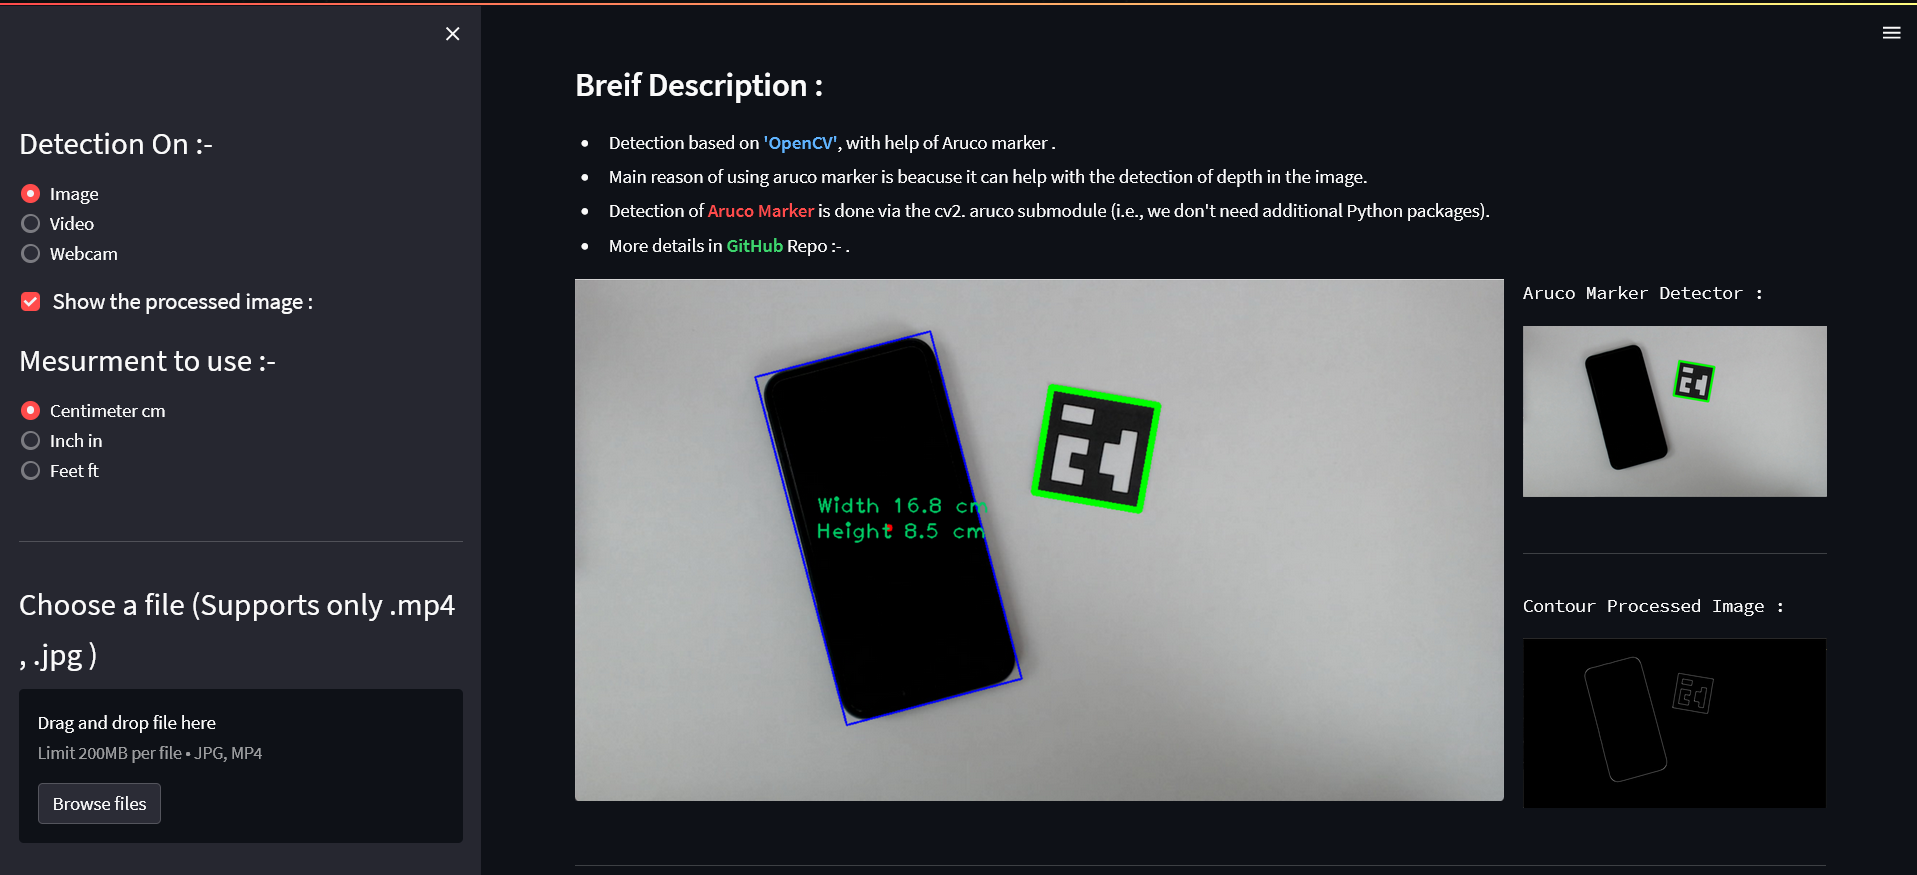 Detection On :-
Image
Video
Webcam
Show the processed image :
Mesurment to use :-
Centimeter cm
Inch in
Feet ft
Choose a file (Supports only .mp4
, .jpg )
Drag and drop file here
Limit 200MB per file • JPG, MP4
Browse files
Breif Description :
Detection based on 'OpenCV', with help of Aruco marker .
Main reason of using aruco marker is beacuse it can help with the detection of depth in the image.
Detection of Aruco Marker is done via the cv2. aruco submodule (i.e., we don't need additional Python packages).
More details in GitHub Repo :- .
Width 16.8 cm
Height 8.5 cm
Aruco Marker Detector :
Contour Processed Image :